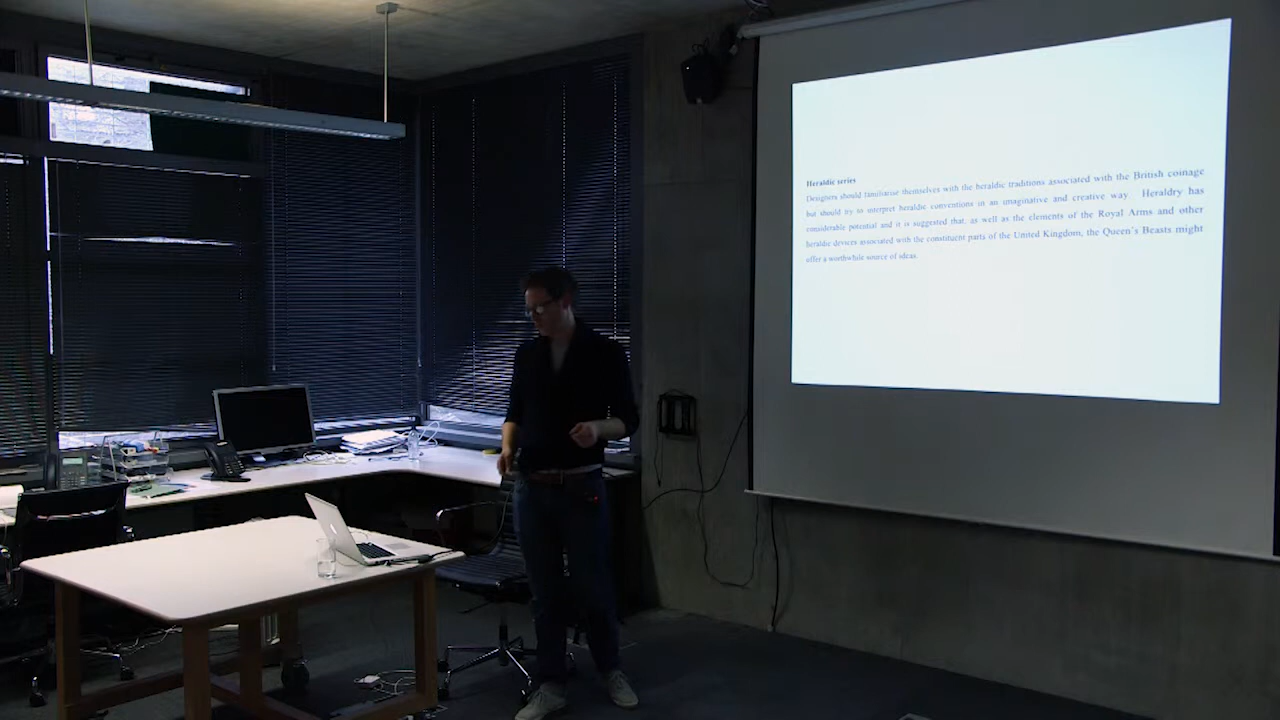 Heraldic series
Designers should familiarise themselves with the heraldic traditions associated with the British coinage
but should try to interpret heraldic conventions in an imaginative and creative way. Heraldry has
considerable potential and it is suggested that, as well as the elements of the Royal Arms and other
heraldic devices associated with the constituent parts of the United Kingdom, the Queen's Beasts might
offer a worthwhile source of ideas.